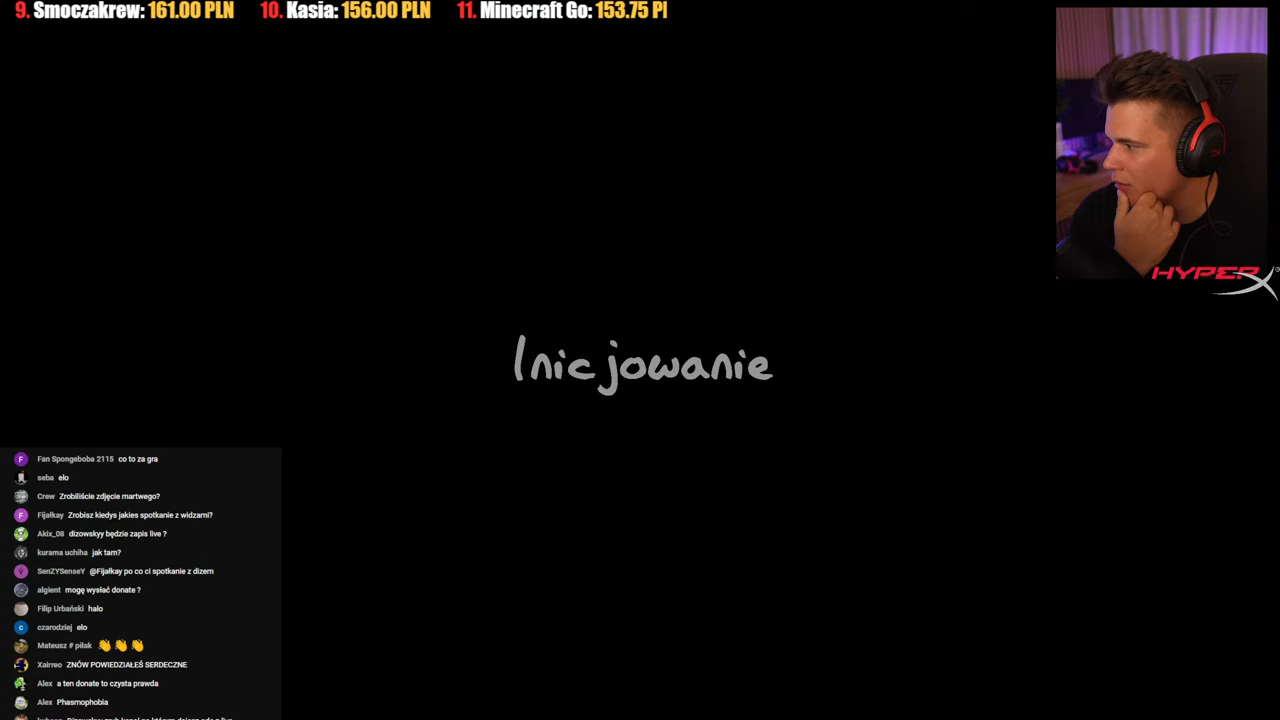 9. Smoczakrew: 161.00 PLN 10. Kasia: 156.00 PLN 11. Minecraft Go: 153.75 Pl
HYPERX
Inicjowanie
Fan Spongeboba 2115 co to za gra
seba elo
Crew Zrobiliście zdjęcie martwego?
Fijałkay Zrobisz kiedys jakies spotkanie z widzami?
Akix_08 dizowskyy będzie zapis live ?
kurama uchiha jak tam?
SenZYSenseY @Fijałkay po co ci spotkanie z dizem
algient mogę wysłać donate ?
Filip Urbański halo
czarodziej elo
Mateusz # piłak 👏 👏 👏
Xairreo ZNÓW POWIEDZIAŁEŚ SERDECZNE
Alex a ten donate to czysta prawda
Alex Phasmophobia